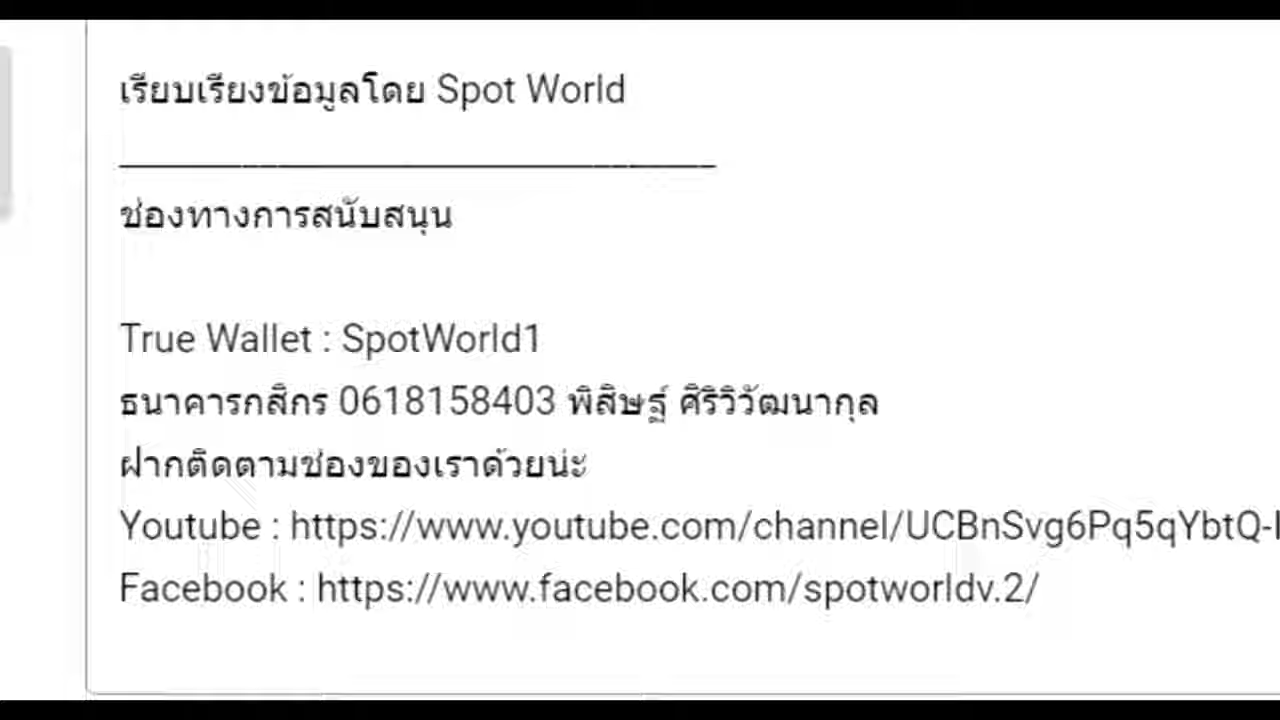 เรียบเรียงข้อมูลโดย Spot World
ช่องทางการสนับสนุน
True Wallet : SpotWorld1
ธนาคารกสิกร 0618158403 พิสิษฐ์ ศิริวิวัฒนากุล
ฝากติดตามช่องของเราด้วยน่ะ
Youtube : https://www.youtube.com/channel/UCBnSvg6Pq5qYbtQ-
Facebook : https://www.facebook.com/spotworldv.2/